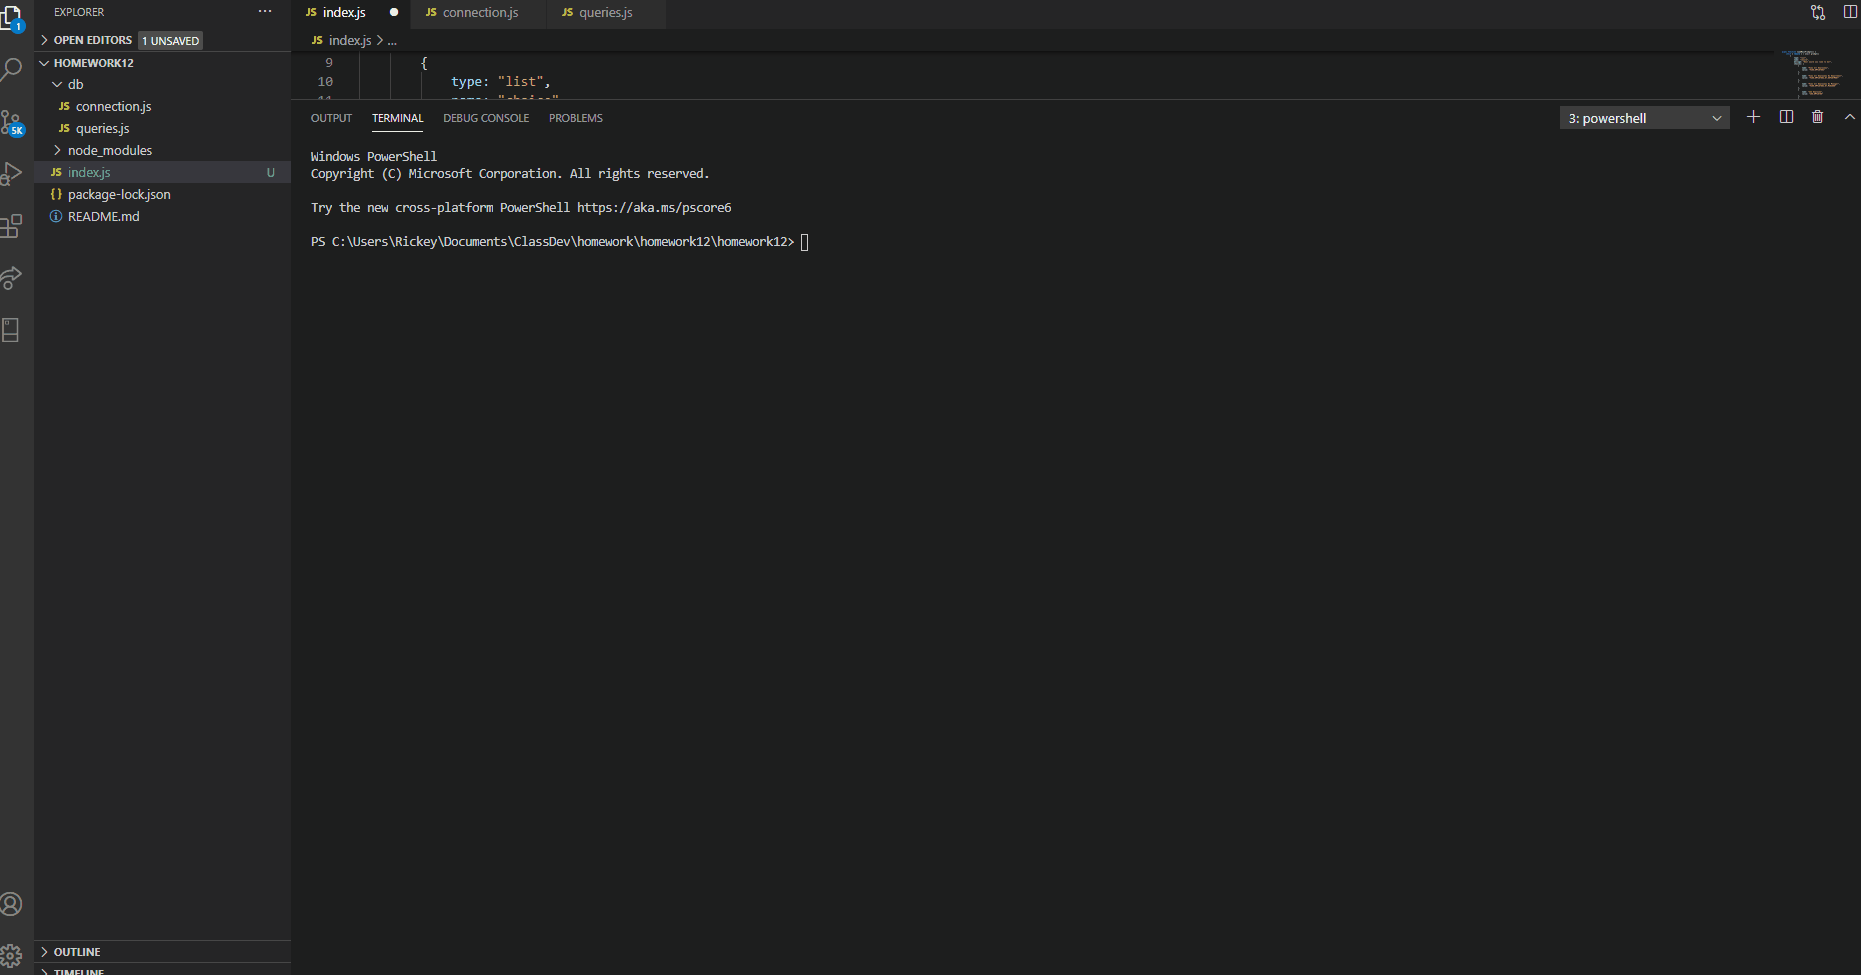 EXPLORER
OPEN EDITORS 1 UNSAVED
HOMEWORK12
db
JS connection.js
JS queries.js
node_modules
JS index.js U
{} package-lock.json
README.md
OUTLINE
TIMELINE
1
5K
JS index.js
JS connection.js
JS queries.js
JS index.js > ...
9 {
10 type: "list",
11 name: "choice"
OUTPUT TERMINAL DEBUG CONSOLE PROBLEMS
3: powershell
Windows PowerShell
Copyright (C) Microsoft Corporation. All rights reserved.
Try the new cross-platform PowerShell https://aka.ms/pscore6
PS C:\Users\Rickey\Documents\ClassDev\homework\homework12\homework12>